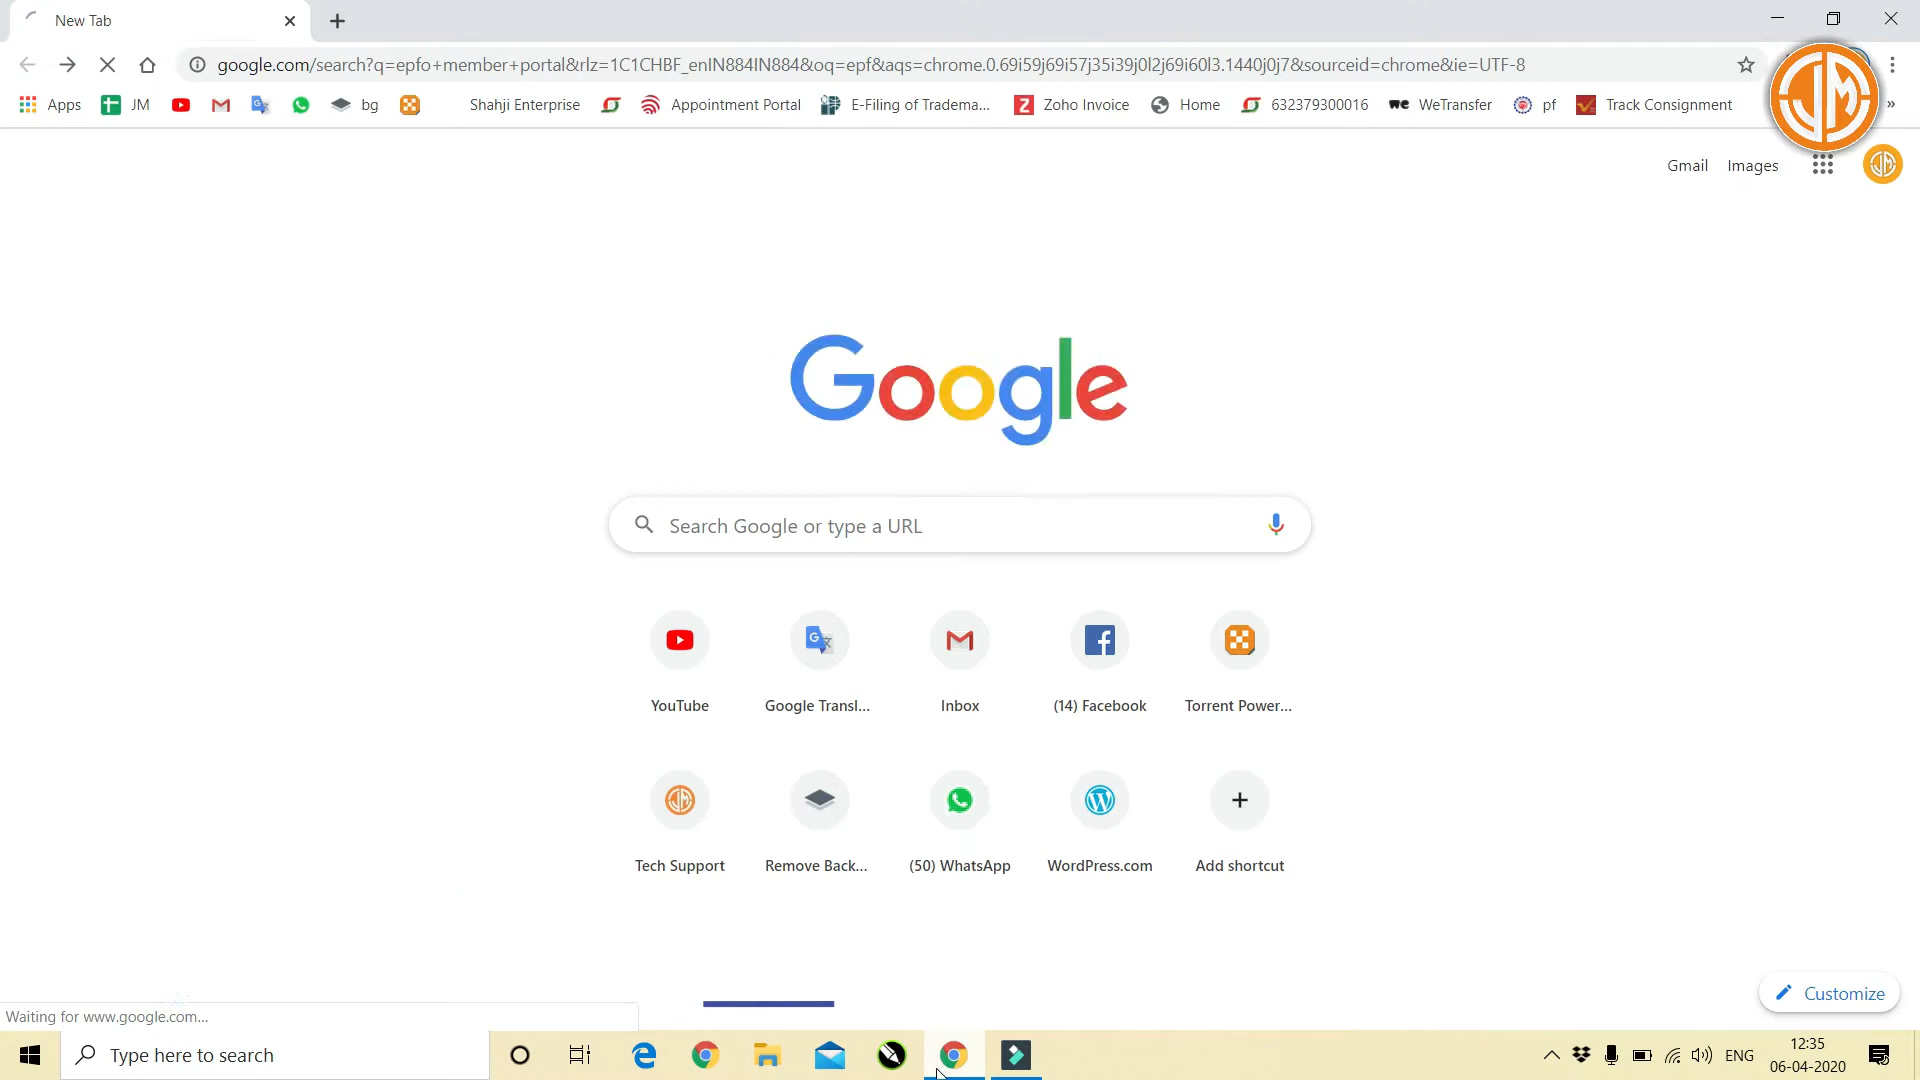 New Tab
google.com/search?q=epfo+member+portal&rlz=1C1CHBF_enIN884IN884&oq=epf&aqs=chrome.0.69i59j69i57j35i39j0l2j69i60l3.1440j0j7&sourceid=chrome&ie=UTF-8
Apps JM bg Shahji Enterprise Appointment Portal E-Filing of Tradema... Zoho Invoice Home 632379300016 WeTransfer pf Track Consignment »
JM
Gmail Images
Google
Search Google or type a URL
YouTube Google Transl... Inbox (14) Facebook Torrent Power...
Tech Support Remove Back... (50) WhatsApp WordPress.com Add shortcut
Customize
Waiting for www.google.com...
Type here to search
ENG
12:35
06-04-2020